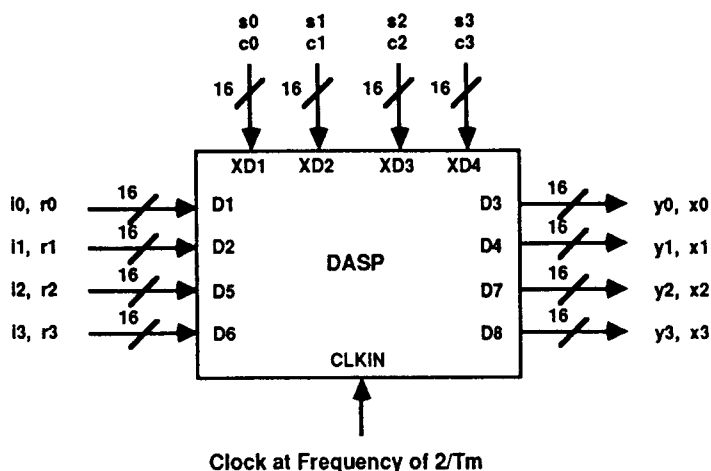 s0 s1 s2 s3
c0 c1 c2 c3
16 16 16 16
XD1 XD2 XD3 XD4
i0, r0 16 D1 D3 16 y0, x0
i1, r1 16 D2 D4 16 y1, x1
DASP
i2, r2 16 D5 D7 16 y2, x2
i3, r3 16 D6 D8 16 y3, x3
CLKIN
Clock at Frequency of 2/Tm